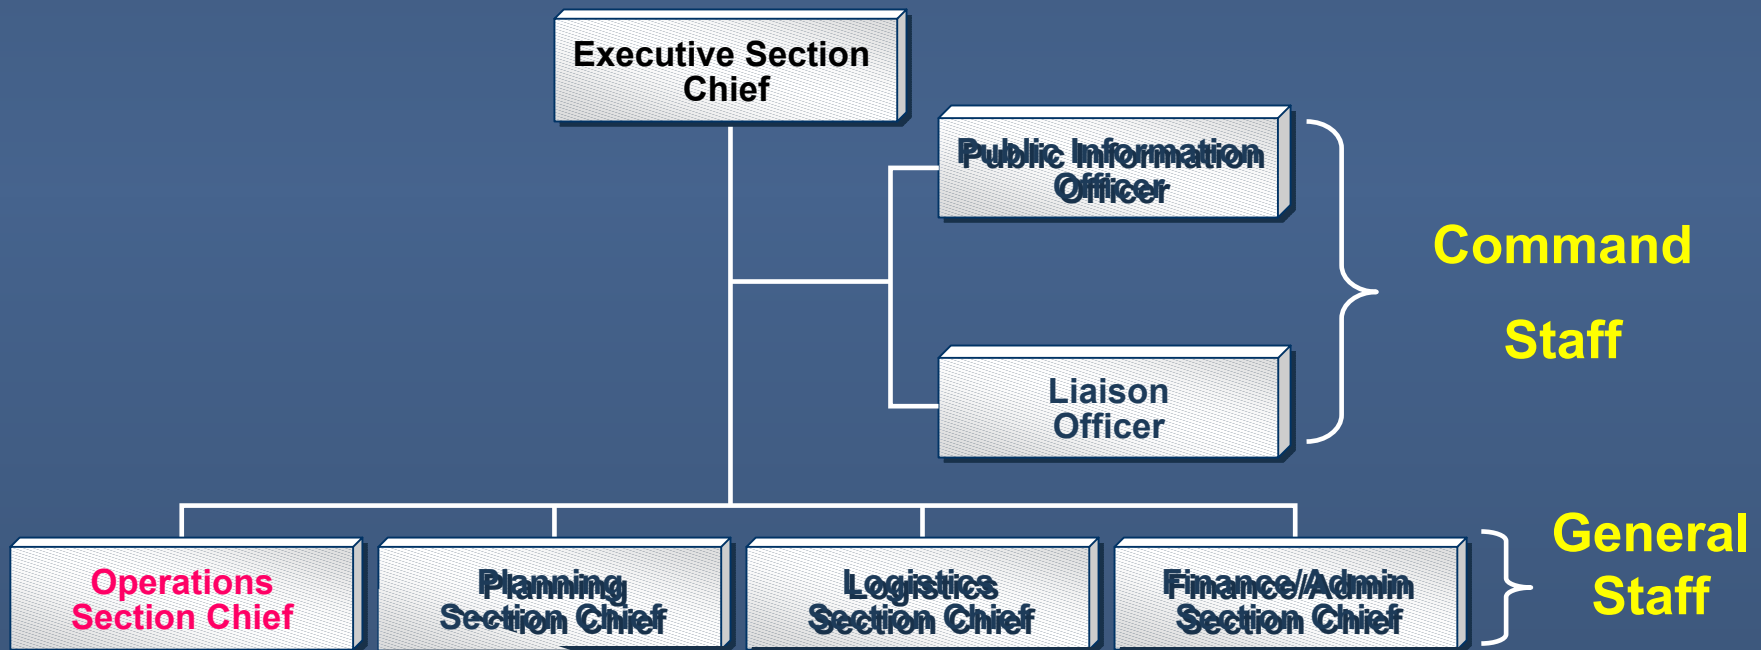 Executive Section
Chief
Public Information
Officer
Command
Staff
Liaison
Officer
General
Staff
Operations
Section Chief
Planning
Section Chief
Logistics
Section Chief
Finance/Admin
Section Chief